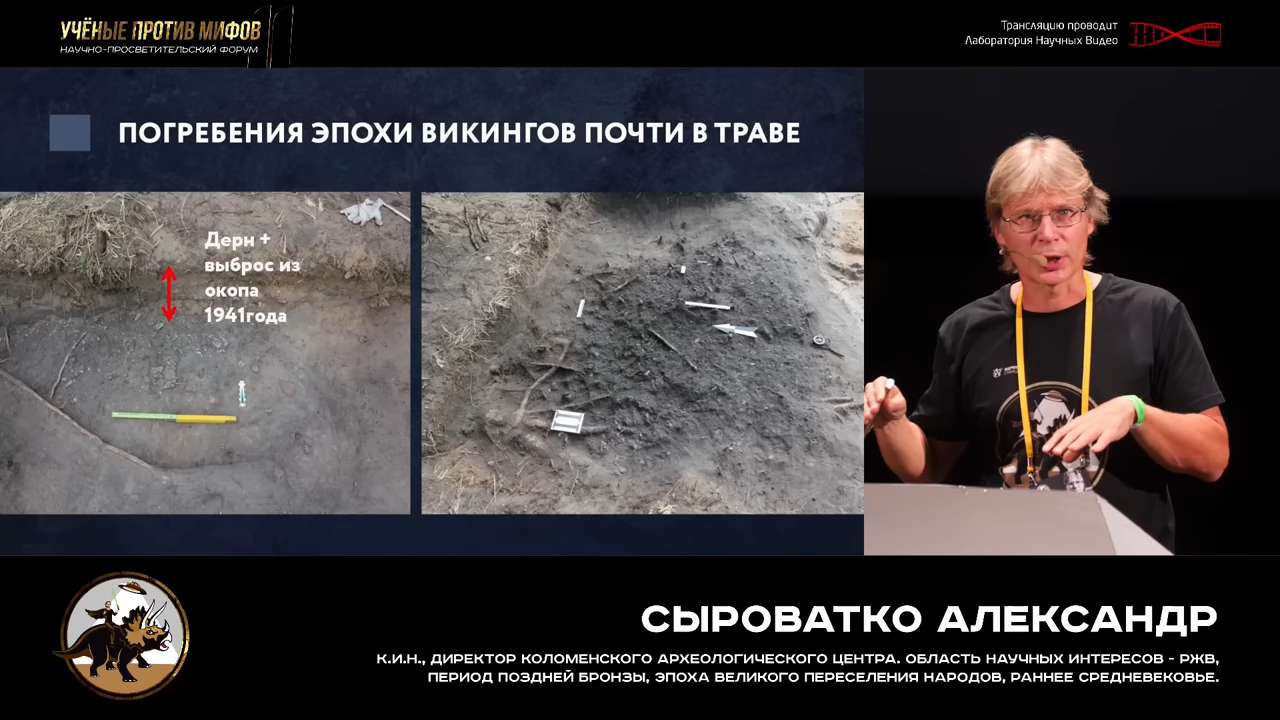 УЧЁНЫЕ ПРОТИВ МИФОВ
НАУЧНО-ПРОСВЕТИТЕЛЬСКИЙ ФОРУМ
11
Трансляцию проводит
Лаборатория Научных Видео
ПОГРЕБЕНИЯ ЭПОХИ ВИКИНГОВ ПОЧТИ В ТРАВЕ
Дерн +
выброс из
окопа
1941года
СЫРОВАТКО АЛЕКСАНДР
К.И.Н., ДИРЕКТОР КОЛОМЕНСКОГО АРХЕОЛОГИЧЕСКОГО ЦЕНТРА. ОБЛАСТЬ НАУЧНЫХ ИНТЕРЕСОВ - РЖВ,
ПЕРИОД ПОЗДНЕЙ БРОНЗЫ, ЭПОХА ВЕЛИКОГО ПЕРЕСЕЛЕНИЯ НАРОДОВ, РАННЕЕ СРЕДНЕВЕКОВЬЕ.